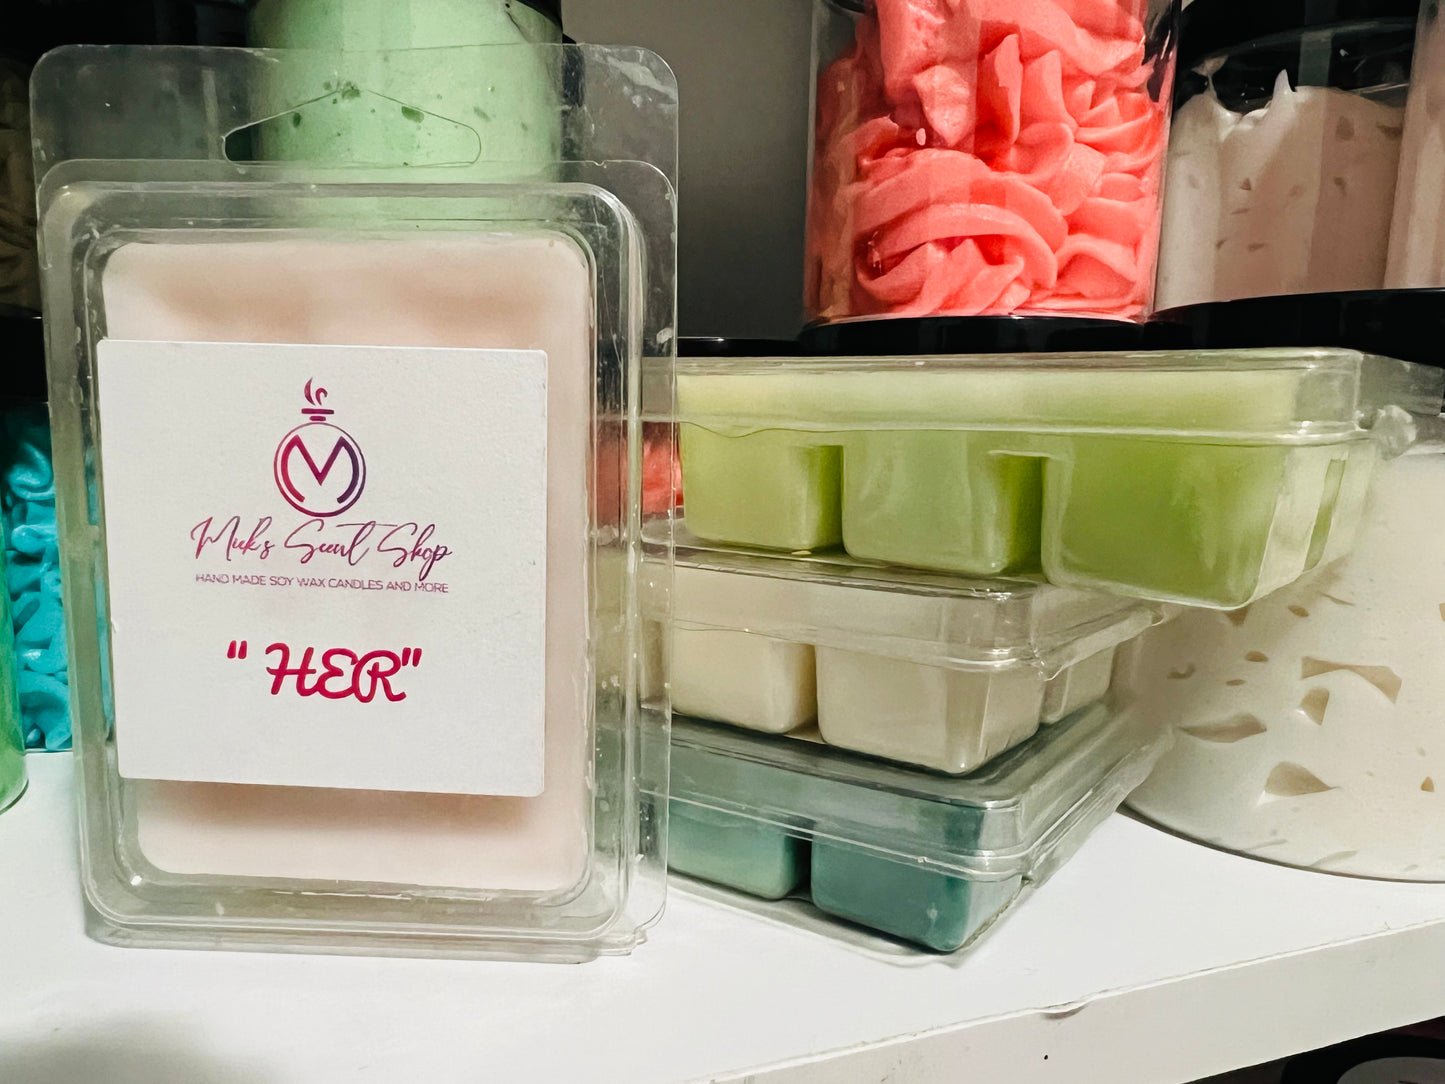 M
Mick's Scent Shop
HAND MADE SOY WAX CANDLES AND MORE
" HER"